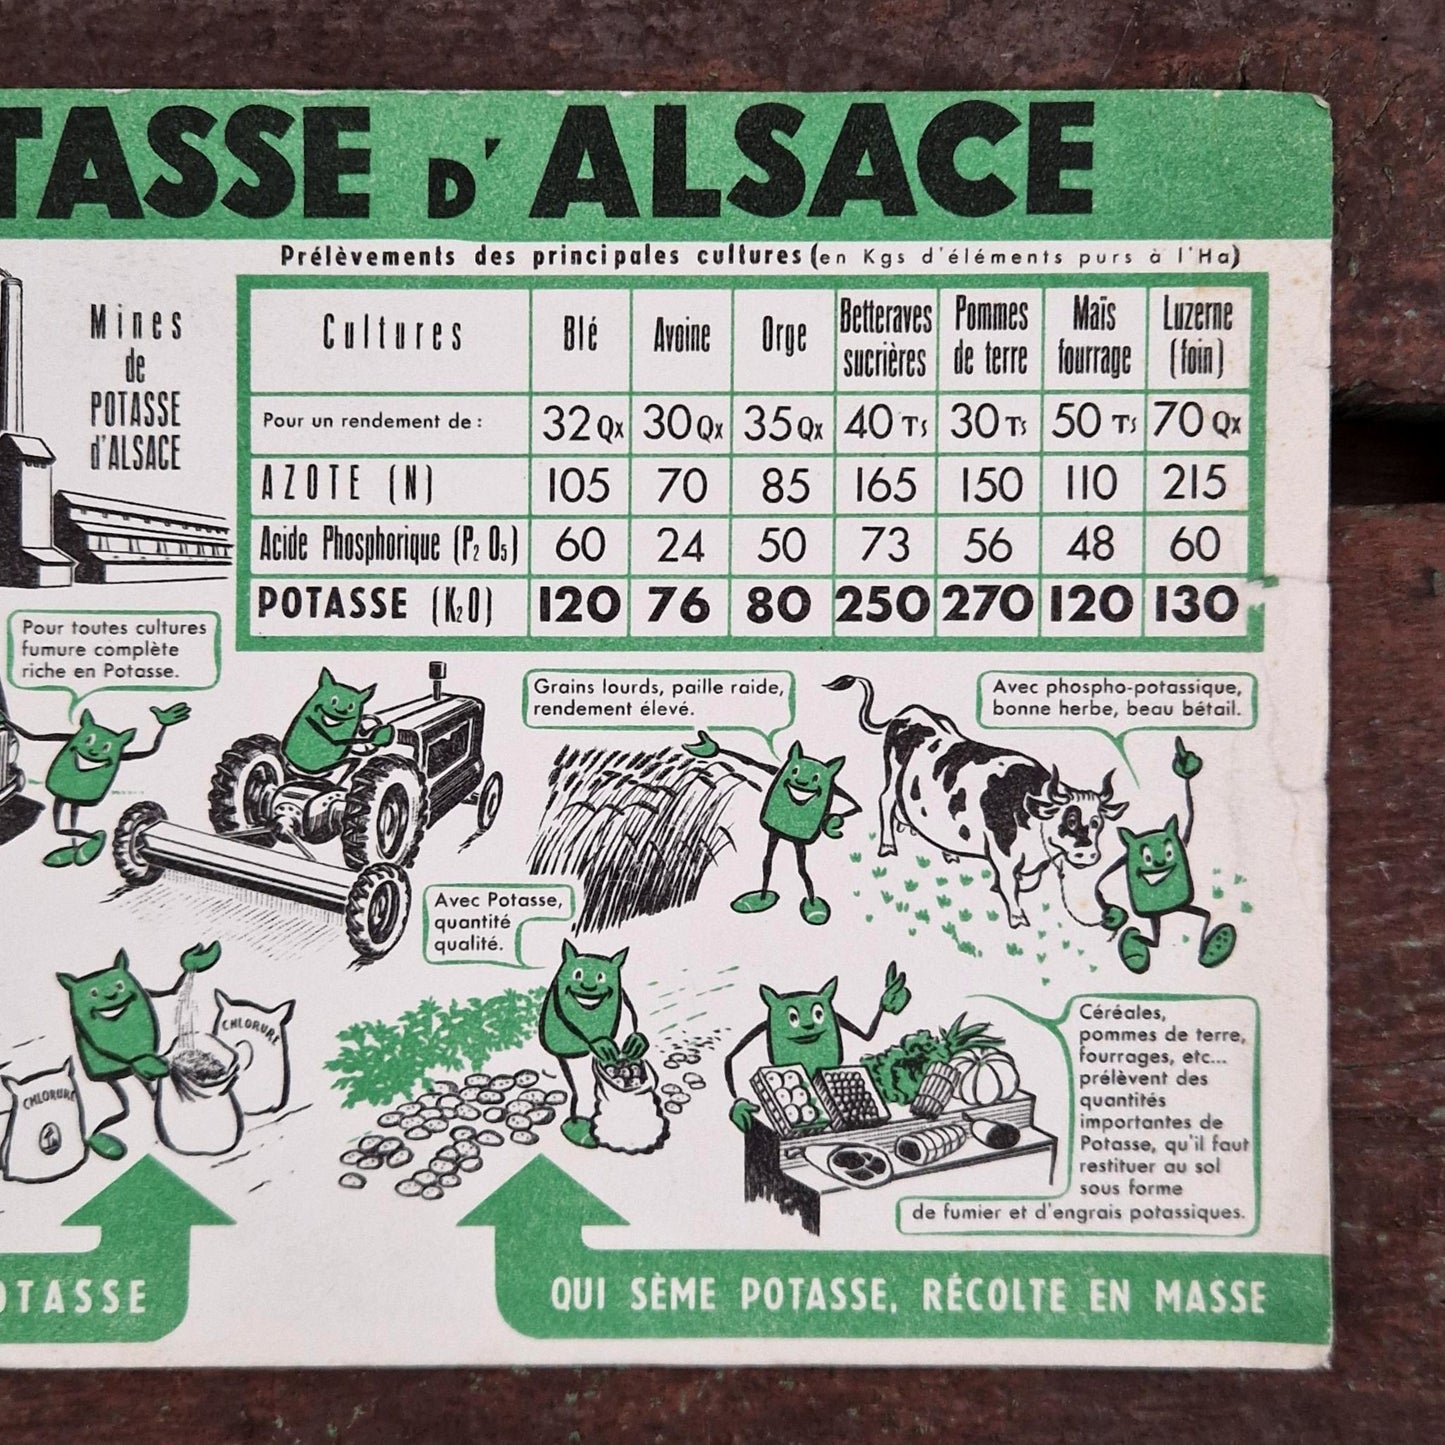 TASSE D'ALSACE
Prélèvements des principales cultures (en Kgs d'éléments purs à l'Ha)
Mines
de
POTASSE
d'ALSACE
Cultures Blé Avoine Orge Betteraves sucrières Pommes de terre Maïs fourrage Luzerne (foin)
Pour un rendement de : 32 Qx 30 Qx 35 Qx 40 Ts 30 Ts 50 Ts 70 Qx
AZOTE (N) 105 70 85 165 150 110 215
Acide Phosphorique (P2 O5) 60 24 50 73 56 48 60
POTASSE (K2O) 120 76 80 250 270 120 130
Pour toutes cultures
fumure complète
riche en Potasse.
Grains lourds, paille raide,
rendement élevé.
Avec phospho-potassique,
bonne herbe, beau bétail.
Avec Potasse,
quantité
qualité.
CHLORURE
CHLORURE
Céréales,
pommes de terre,
fourrages, etc...
prélèvent des
quantités
importantes de
Potasse, qu'il faut
restituer au sol
sous forme
de fumier et d'engrais potassiques.
OTASSE
QUI SÈME POTASSE, RÉCOLTE EN MASSE